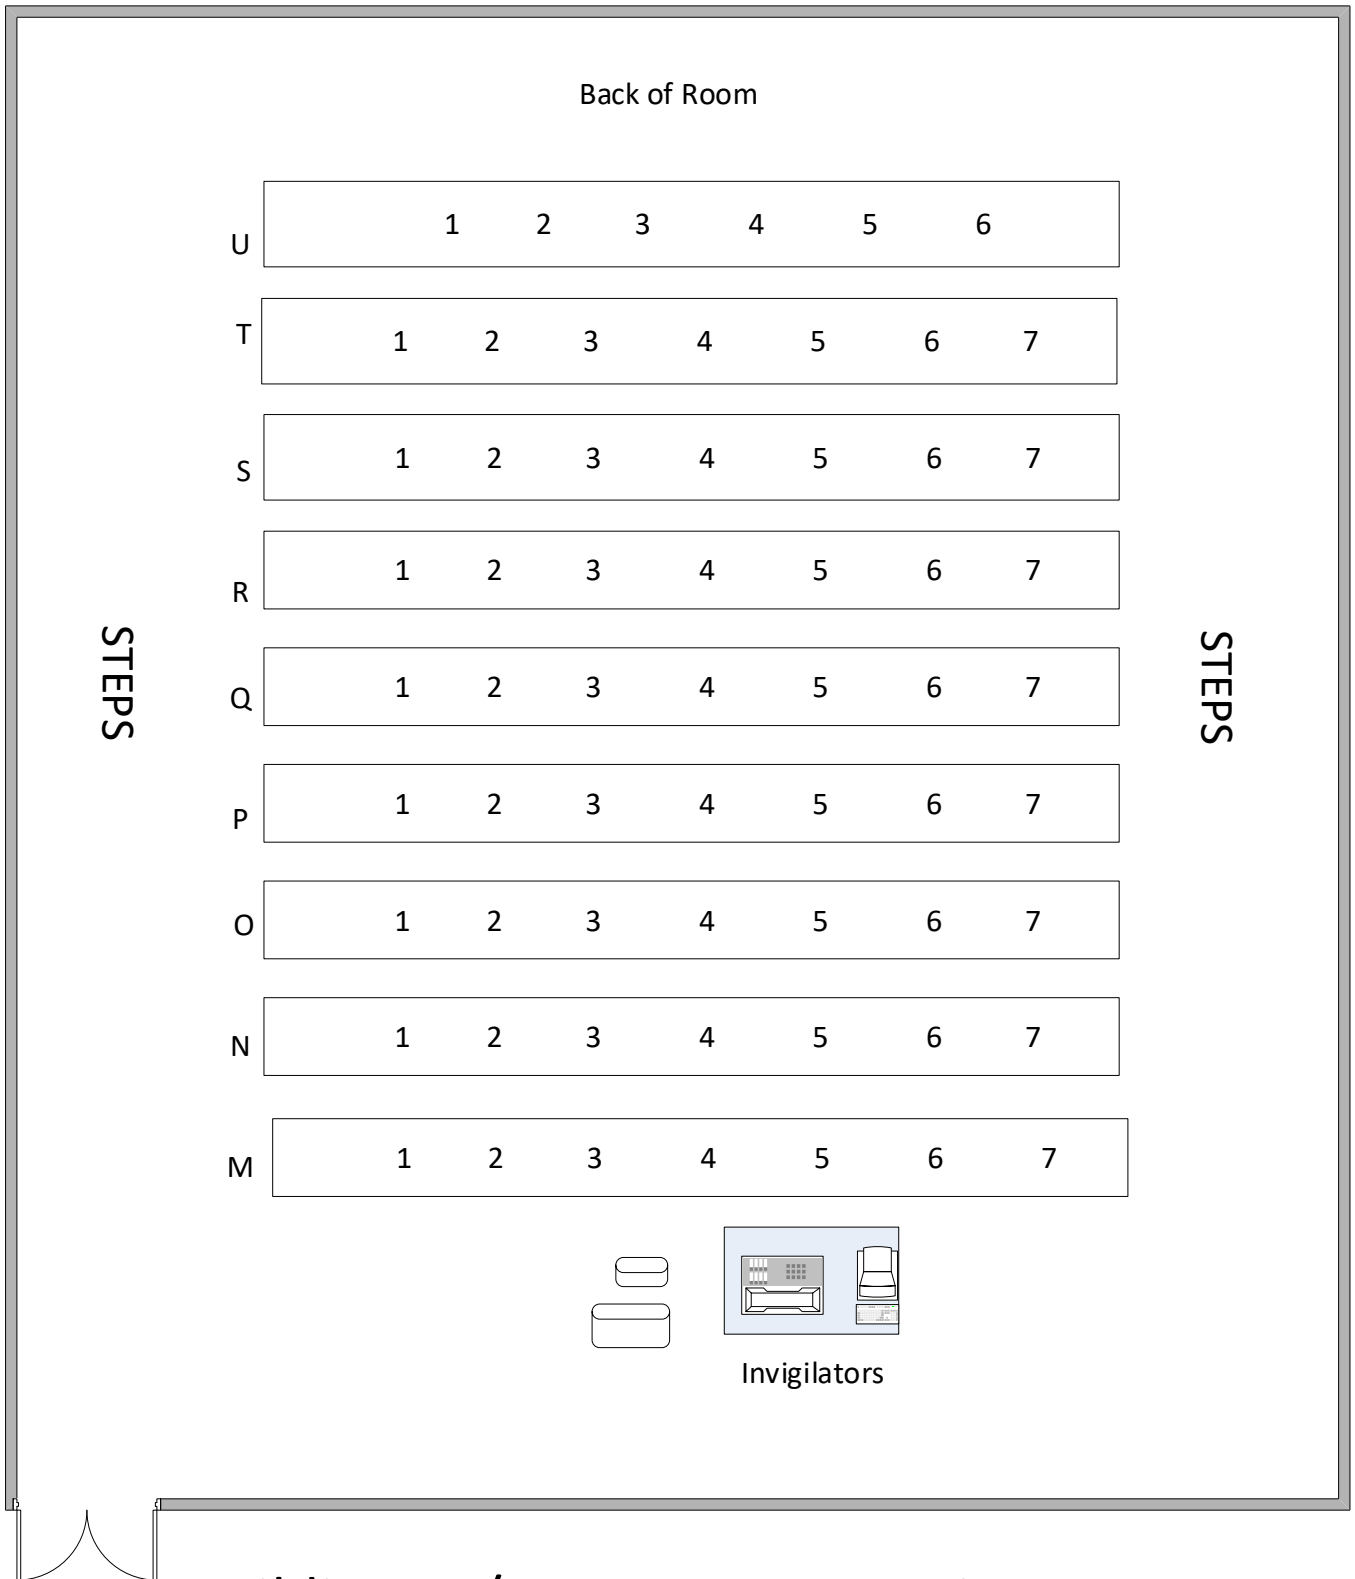 Back of Room
U 1 2 3 4 5 6
T 1 2 3 4 5 6 7
S 1 2 3 4 5 6 7
R 1 2 3 4 5 6 7
STEPS
STEPS
Q 1 2 3 4 5 6 7
P 1 2 3 4 5 6 7
O 1 2 3 4 5 6 7
N 1 2 3 4 5 6 7
M 1 2 3 4 5 6 7
Invigilators